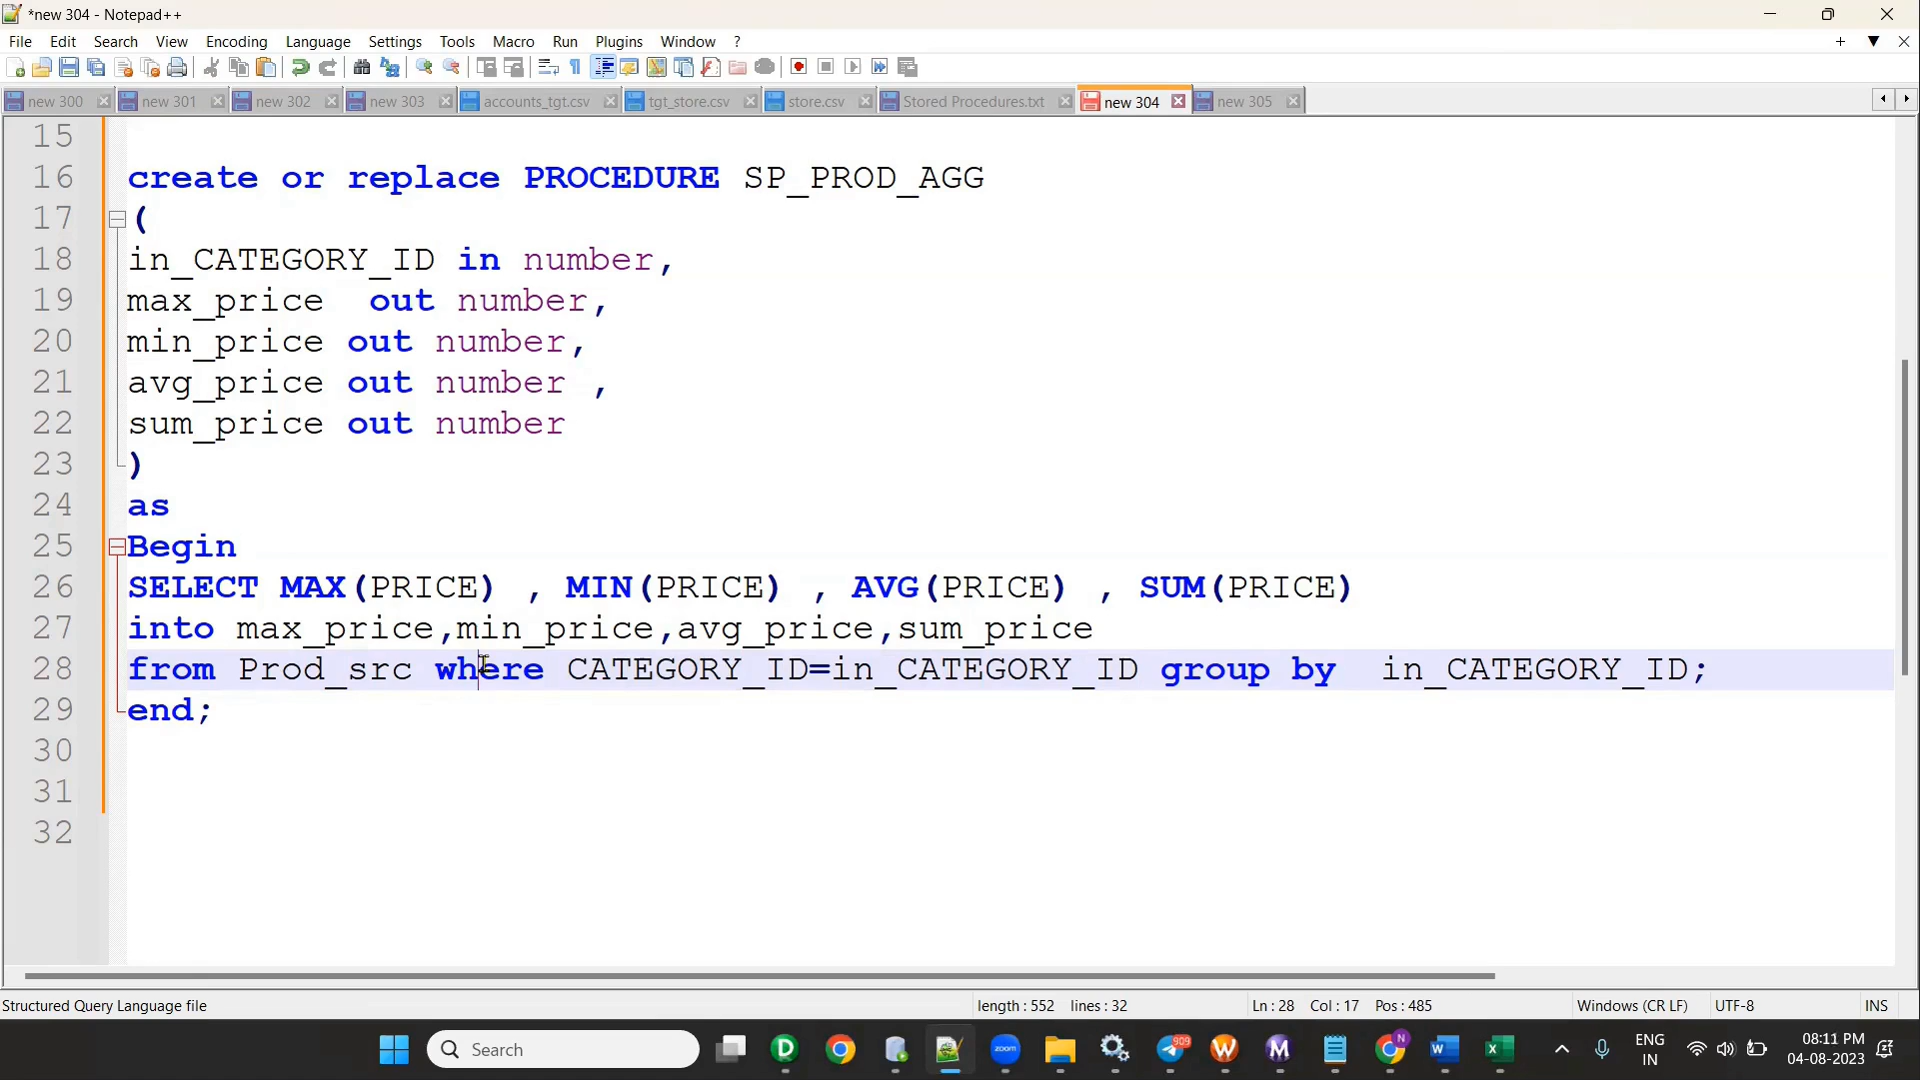 *new 304 - Notepad++
File Edit Search View Encoding Language Settings Tools Macro Run Plugins Window ?
new 300 new 301 new 302 new 303 accounts_tgt.csv tgt_store.csv store.csv Stored Procedures.txt new 304 new 305
15
16 create or replace PROCEDURE SP_PROD_AGG
17 (
18 in_CATEGORY_ID in number,
19 max_price  out number,
20 min_price out number,
21 avg_price out number ,
22 sum_price out number
23 )
24 as
25 Begin
26 SELECT MAX(PRICE) , MIN(PRICE) , AVG(PRICE) , SUM(PRICE)
27 into max_price,min_price,avg_price,sum_price
28 from Prod_src where CATEGORY_ID=in_CATEGORY_ID group by  in_CATEGORY_ID;
29 end;
30
31
32
Structured Query Language file length : 552 lines : 32 Ln : 28 Col : 17 Pos : 485 Windows (CR LF) UTF-8 INS
Search zoom 909 N ENG IN 08:11 PM 04-08-2023